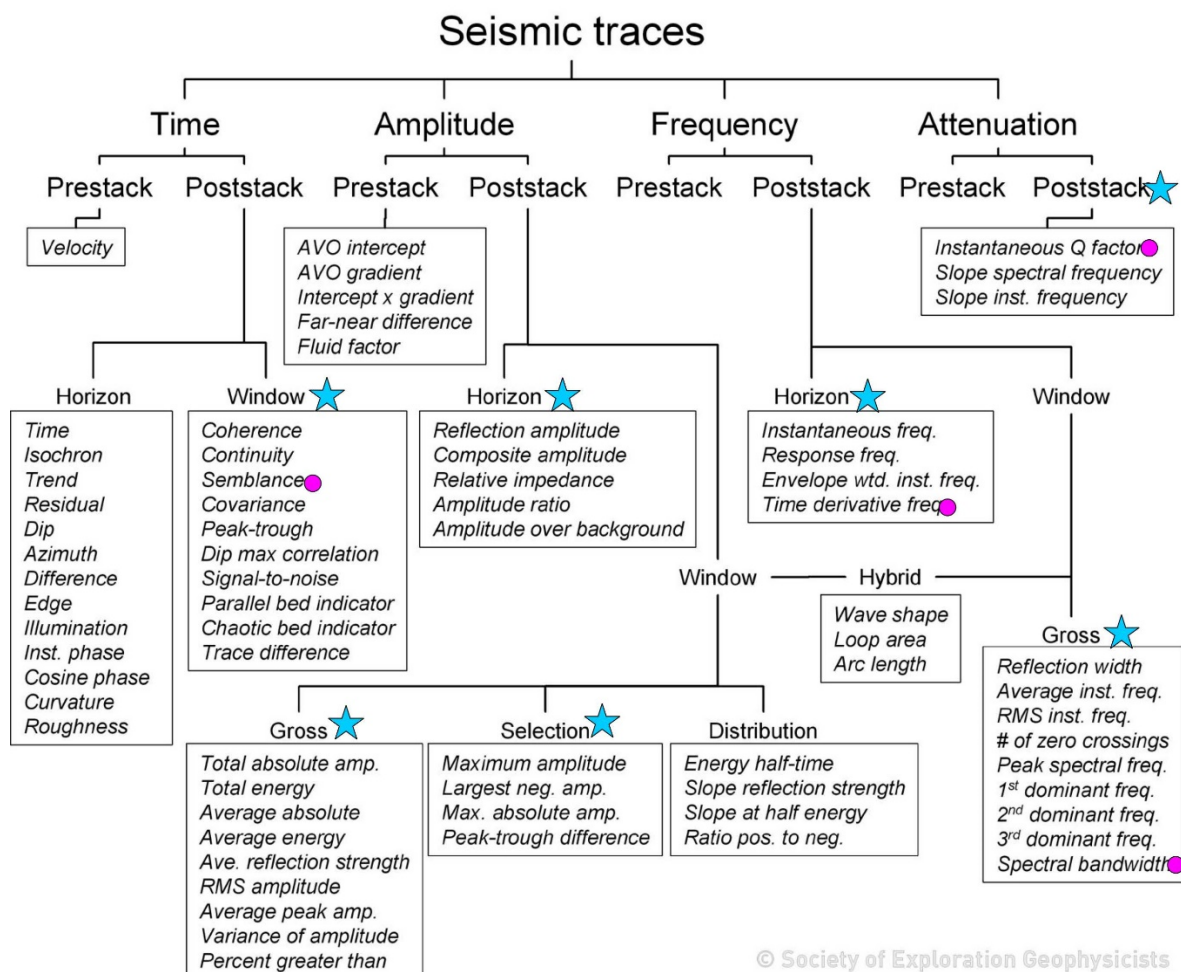 Seismic traces
Time
Amplitude
Frequency
Attenuation
Prestack
Poststack
Prestack
Poststack
Prestack
Poststack
Prestack
Poststack
Velocity
AVO intercept
AVO gradient
Intercept x gradient
Far-near difference
Fluid factor
Instantaneous Q factor
Slope spectral frequency
Slope inst. frequency
Horizon
Time
Isochron
Trend
Residual
Dip
Azimuth
Difference
Edge
Illumination
Inst. phase
Cosine phase
Curvature
Roughness
Window
Coherence
Continuity
Semblance
Covariance
Peak-trough
Dip max correlation
Signal-to-noise
Parallel bed indicator
Chaotic bed indicator
Trace difference
Horizon
Reflection amplitude
Composite amplitude
Relative impedance
Amplitude ratio
Amplitude over background
Horizon
Instantaneous freq.
Response freq.
Envelope wtd. inst. freq.
Time derivative freq.
Window
Window
Hybrid
Wave shape
Loop area
Arc length
Gross
Reflection width
Average inst. freq.
RMS inst. freq.
# of zero crossings
Peak spectral freq.
1st dominant freq.
2nd dominant freq.
3rd dominant freq.
Spectral bandwidth
Gross
Total absolute amp.
Total energy
Average absolute
Average energy
Ave. reflection strength
RMS amplitude
Average peak amp.
Variance of amplitude
Percent greater than
Selection
Maximum amplitude
Largest neg. amp.
Max. absolute amp.
Peak-trough difference
Distribution
Energy half-time
Slope reflection strength
Slope at half energy
Ratio pos. to neg.
© Society of Exploration Geophysicists